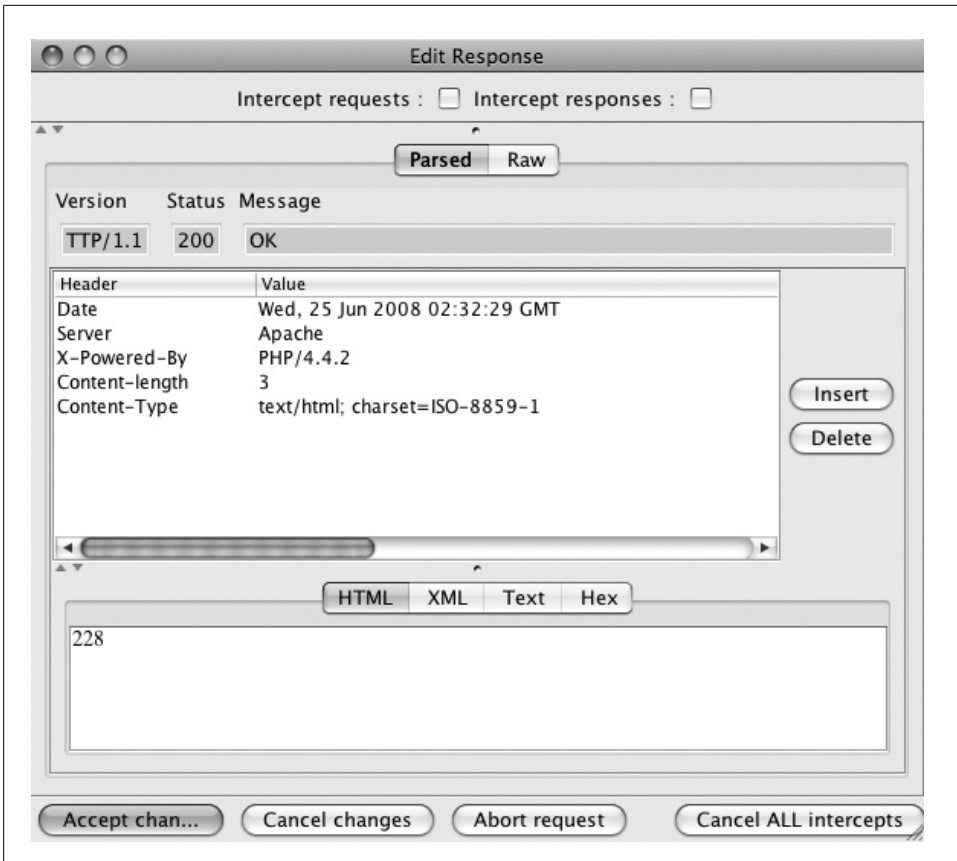 Edit Response
Intercept requests : Intercept responses :
Parsed Raw
Version Status Message
TTP/1.1 200 OK
Header Value
Date Wed, 25 Jun 2008 02:32:29 GMT
Server Apache
X-Powered-By PHP/4.4.2
Content-length 3
Content-Type text/html; charset=ISO-8859-1
Insert
Delete
HTML XML Text Hex
228
Accept chan... Cancel changes Abort request Cancel ALL intercepts